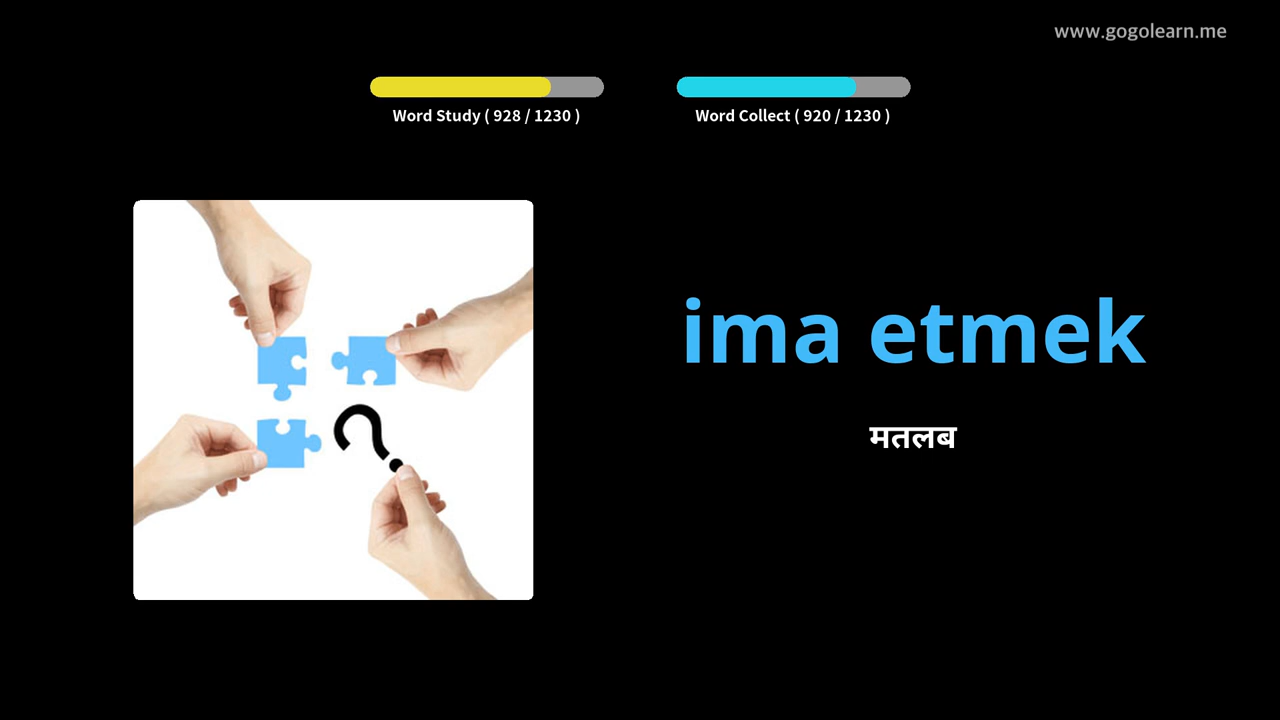 www.gogolearn.me
Word Study ( 928 / 1230 )
Word Collect ( 920 / 1230 )
ima etmek
मतलब
?